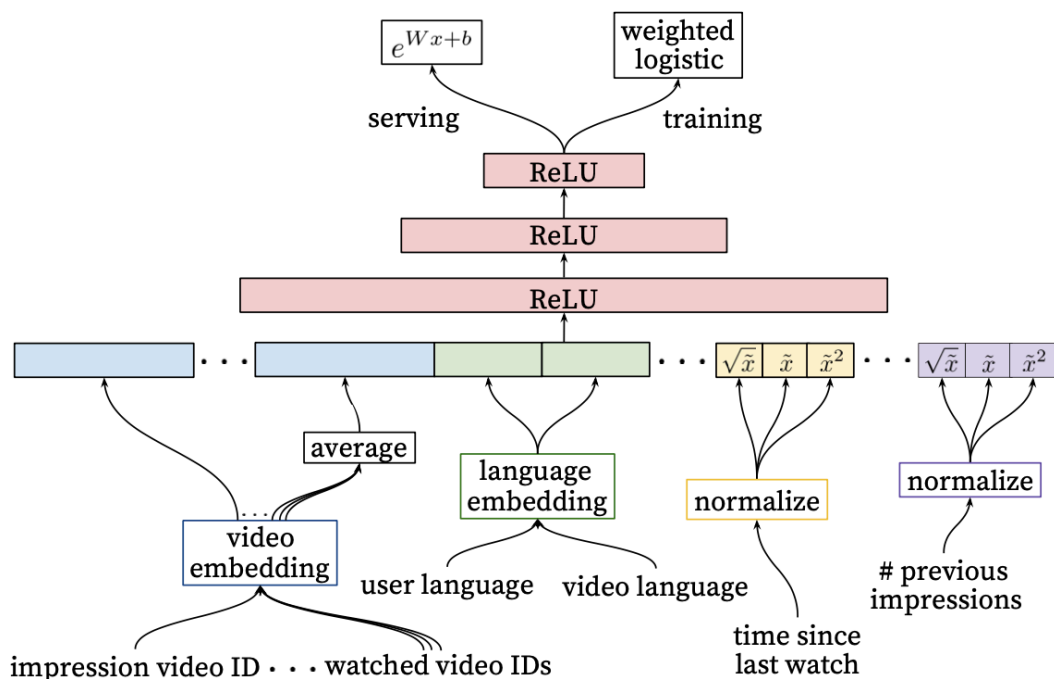 e^{Wx+b}
weighted
logistic
serving
training
ReLU
ReLU
ReLU
. . .
√x̃ x̃ x̃²
. . .
√x̃ x̃ x̃²
average
...
video
embedding
language
embedding
normalize
normalize
user language
video language
# previous
impressions
time since
last watch
impression video ID . . . watched video IDs
. . .